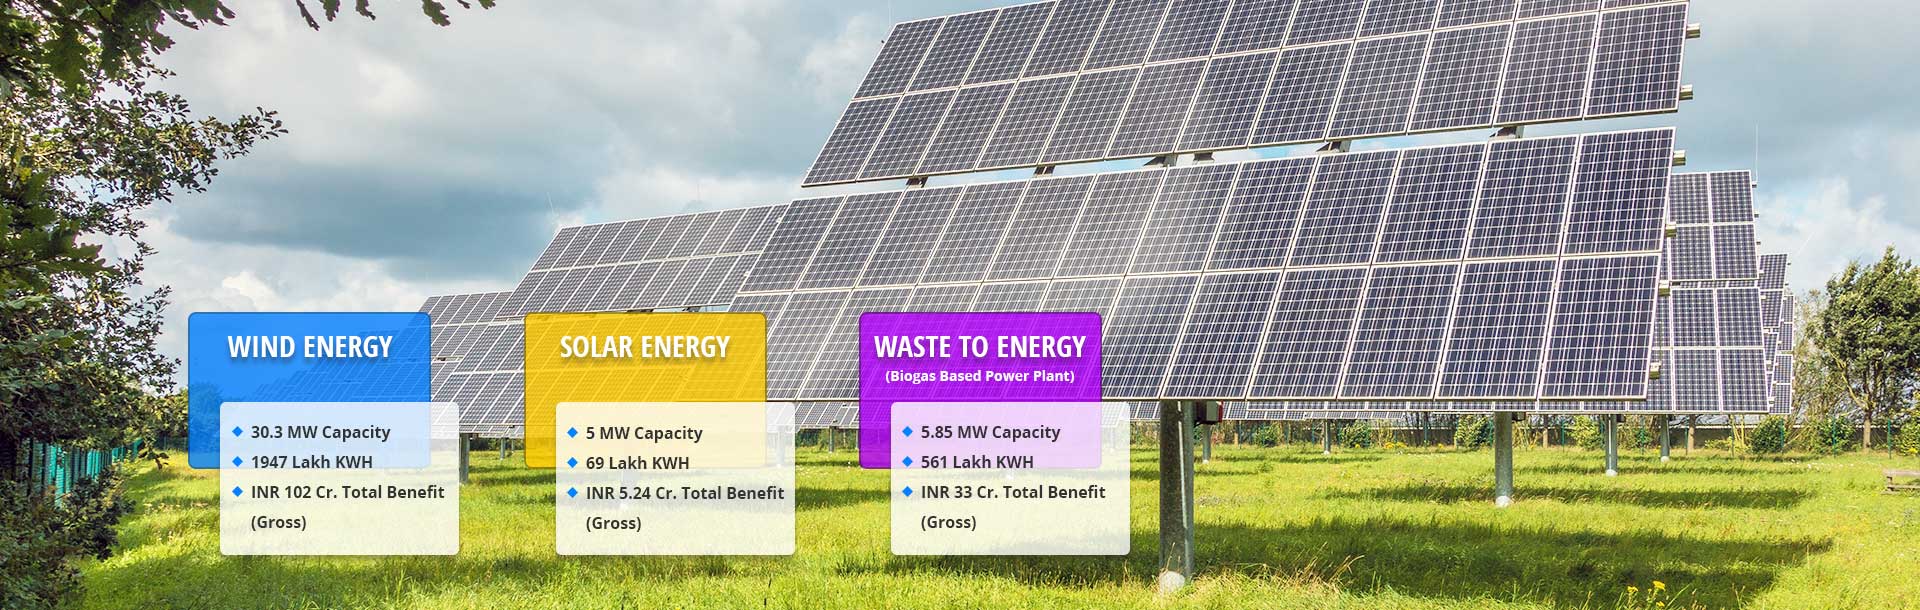 WIND ENERGY
30.3 MW Capacity
1947 Lakh KWH
INR 102 Cr. Total Benefit
(Gross)
SOLAR ENERGY
5 MW Capacity
69 Lakh KWH
INR 5.24 Cr. Total Benefit
(Gross)
WASTE TO ENERGY
(Biogas Based Power Plant)
5.85 MW Capacity
561 Lakh KWH
INR 33 Cr. Total Benefit
(Gross)